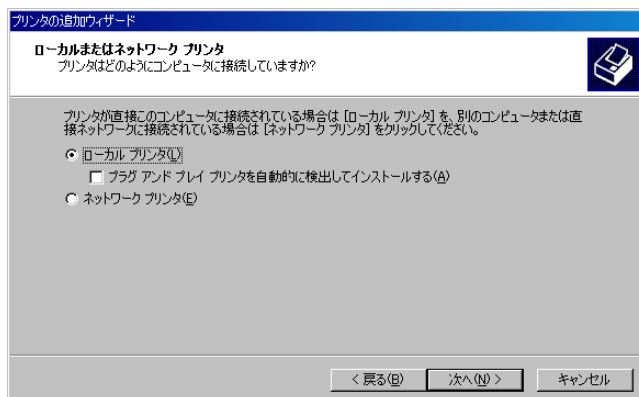 プリンタの追加ウィザード
ローカルまたはネットワーク プリンタ
プリンタはどのようにコンピュータに接続していますか?
プリンタが直接このコンピュータに接続されている場合は [ローカル プリンタ] を、別のコンピュータまたは直
接ネットワークに接続されている場合は [ネットワーク プリンタ] をクリックしてください。
ローカル プリンタ(L)
プラグ アンド プレイ プリンタを自動的に検出してインストールする(A)
ネットワーク プリンタ(E)
< 戻る(B) 次へ(N) > キャンセル